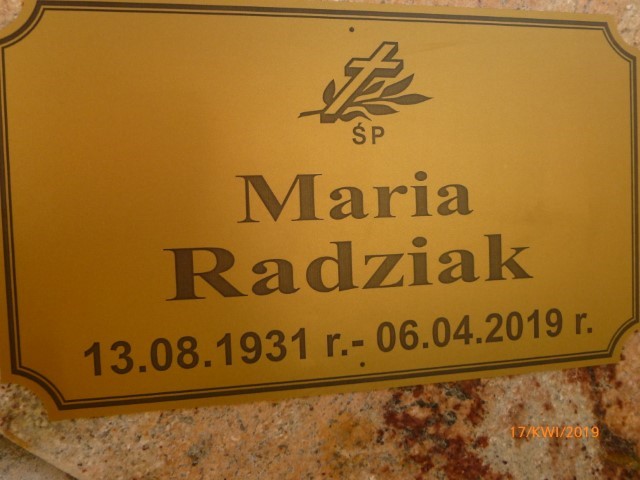 ŚP
Maria
Radziak
13.08.1931 r.- 06.04.2019 r.
17/KWI/2019